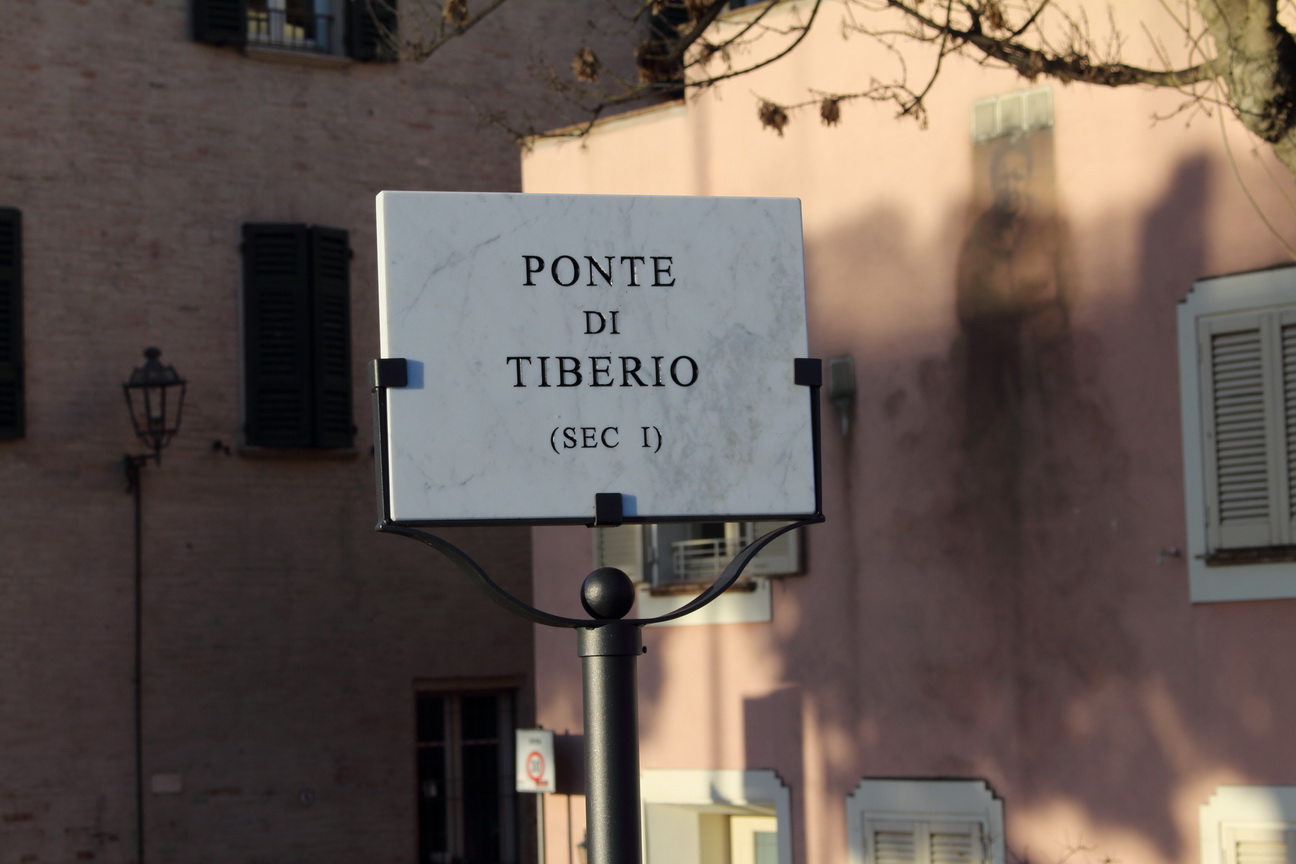 PONTE
DI
TIBERIO
(SEC I)